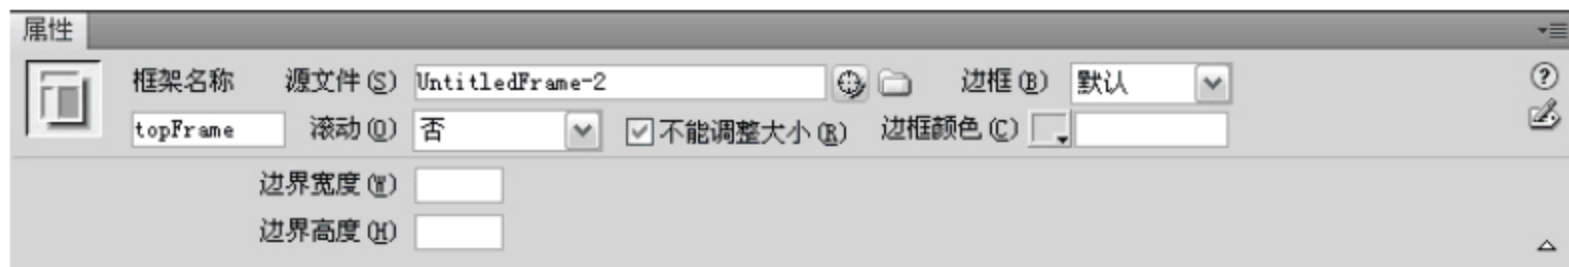 属性
框架名称 源文件(S) UntitledFrame-2 边框(B) 默认
topFrame 滚动(O) 否 不能调整大小(R) 边框颜色(C)
边界宽度(W)
边界高度(H)